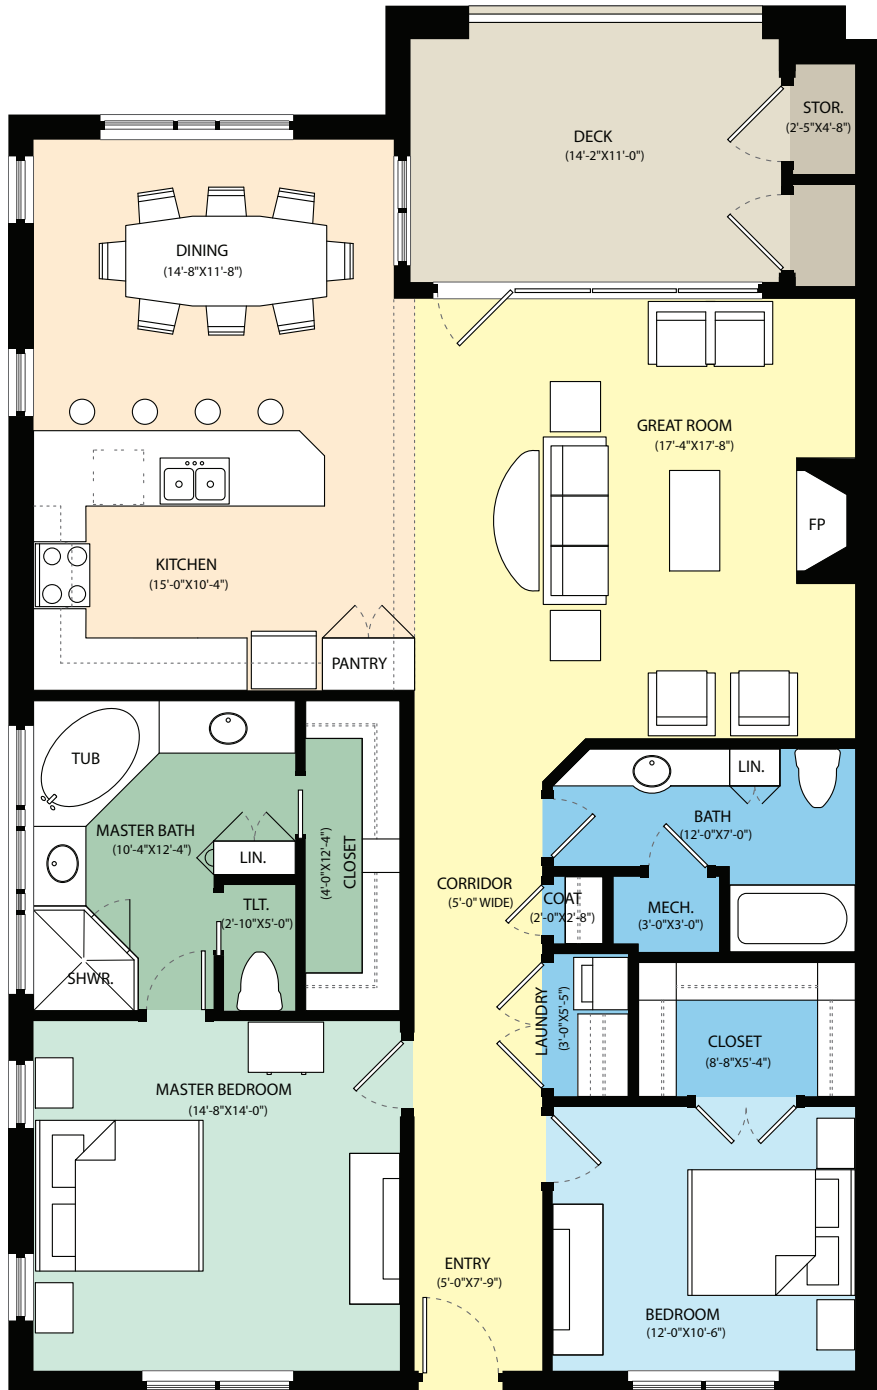 STOR.
(2'-5"X4'-8")
DECK
(14'-2"X11'-0")
DINING
(14'-8"X11'-8")
GREAT ROOM
(17'-4"X17'-8")
FP
KITCHEN
(15'-0"X10'-4")
PANTRY
TUB
LIN.
BATH
(12'-0"X7'-0")
MASTER BATH
(10'-4"X12'-4")
LIN.
CLOSET
(4'-0"X12'-4")
CORRIDOR
(5'-0" WIDE)
COAT
(2'-0"X2'-8")
MECH.
(3'-0"X3'-0")
TLT.
(2'-10"X5'-0")
SHWR.
LAUNDRY
(3'-0"X5'-5")
CLOSET
(8'-8"X5'-4")
MASTER BEDROOM
(14'-8"X14'-0")
ENTRY
(5'-0"X7'-9")
BEDROOM
(12'-0"X10'-6")